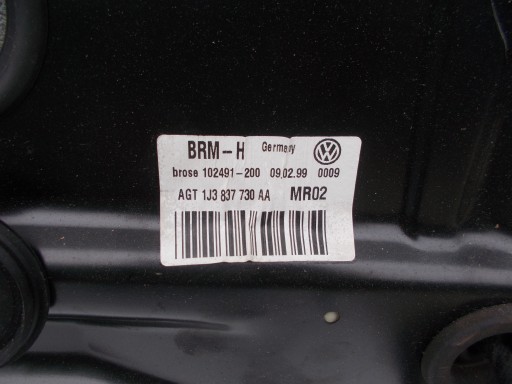 BRM-H Germany
brose 102491-200 09.02.99 0009
AGT 1J3 837 730 AA MR02